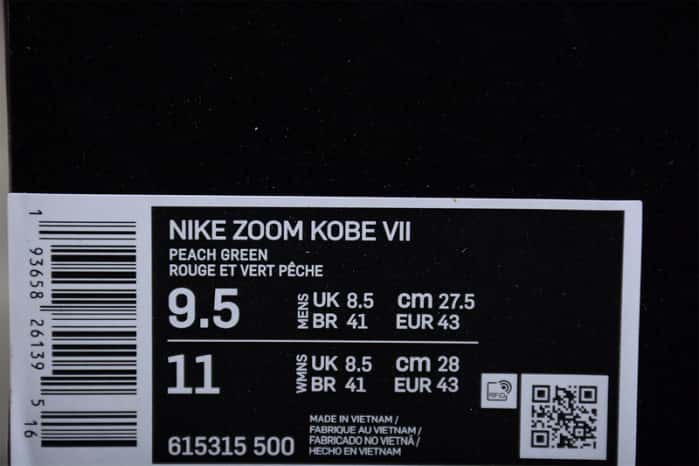 NIKE ZOOM KOBE VII
PEACH GREEN
ROUGE ET VERT PÊCHE
9.5 MENS UK 8.5 cm 27.5
BR 41 EUR 43
11 WMNS UK 8.5 cm 28
BR 41 EUR 43
615315 500
MADE IN VIETNAM /
FABRIQUE AU VIETNAM /
FABRICADO NO VIETNÃ /
HECHO EN VIETNAM
RFID
1 93658 26139 5 16